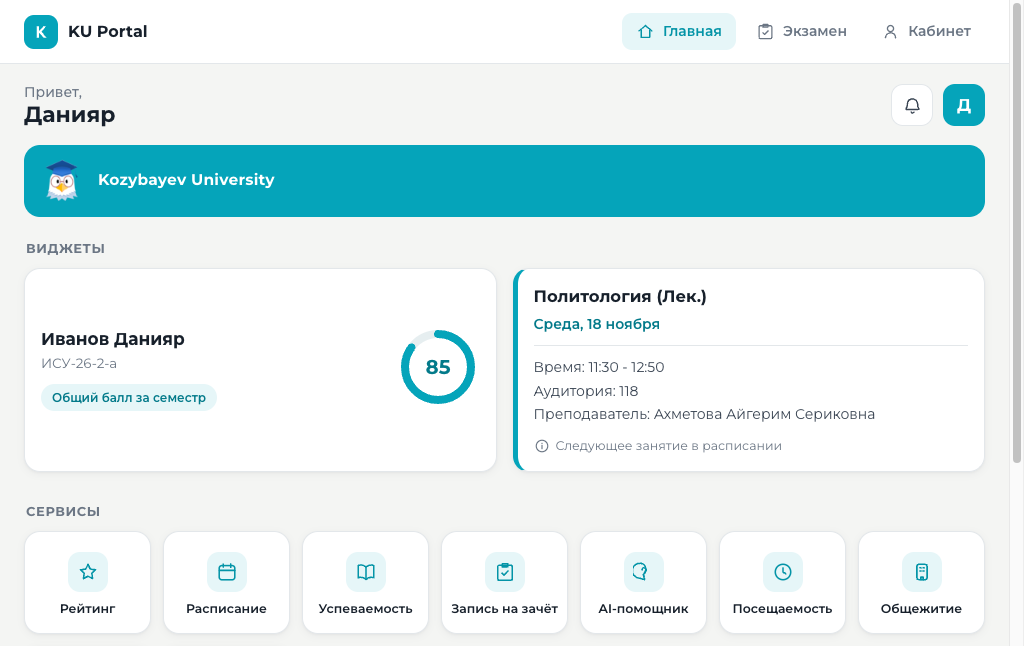 K
KU Portal
Главная
Экзамен
Кабинет
Привет,
Данияр
Д
Kozybayev University
ВИДЖЕТЫ
Иванов Данияр
ИСУ-26-2-а
Общий балл за семестр
85
Политология (Лек.)
Среда, 18 ноября
Время: 11:30 - 12:50
Аудитория: 118
Преподаватель: Ахметова Айгерим Сериковна
Следующее занятие в расписании
СЕРВИСЫ
Рейтинг
Расписание
Успеваемость
Запись на зачёт
AI-помощник
Посещаемость
Общежитие